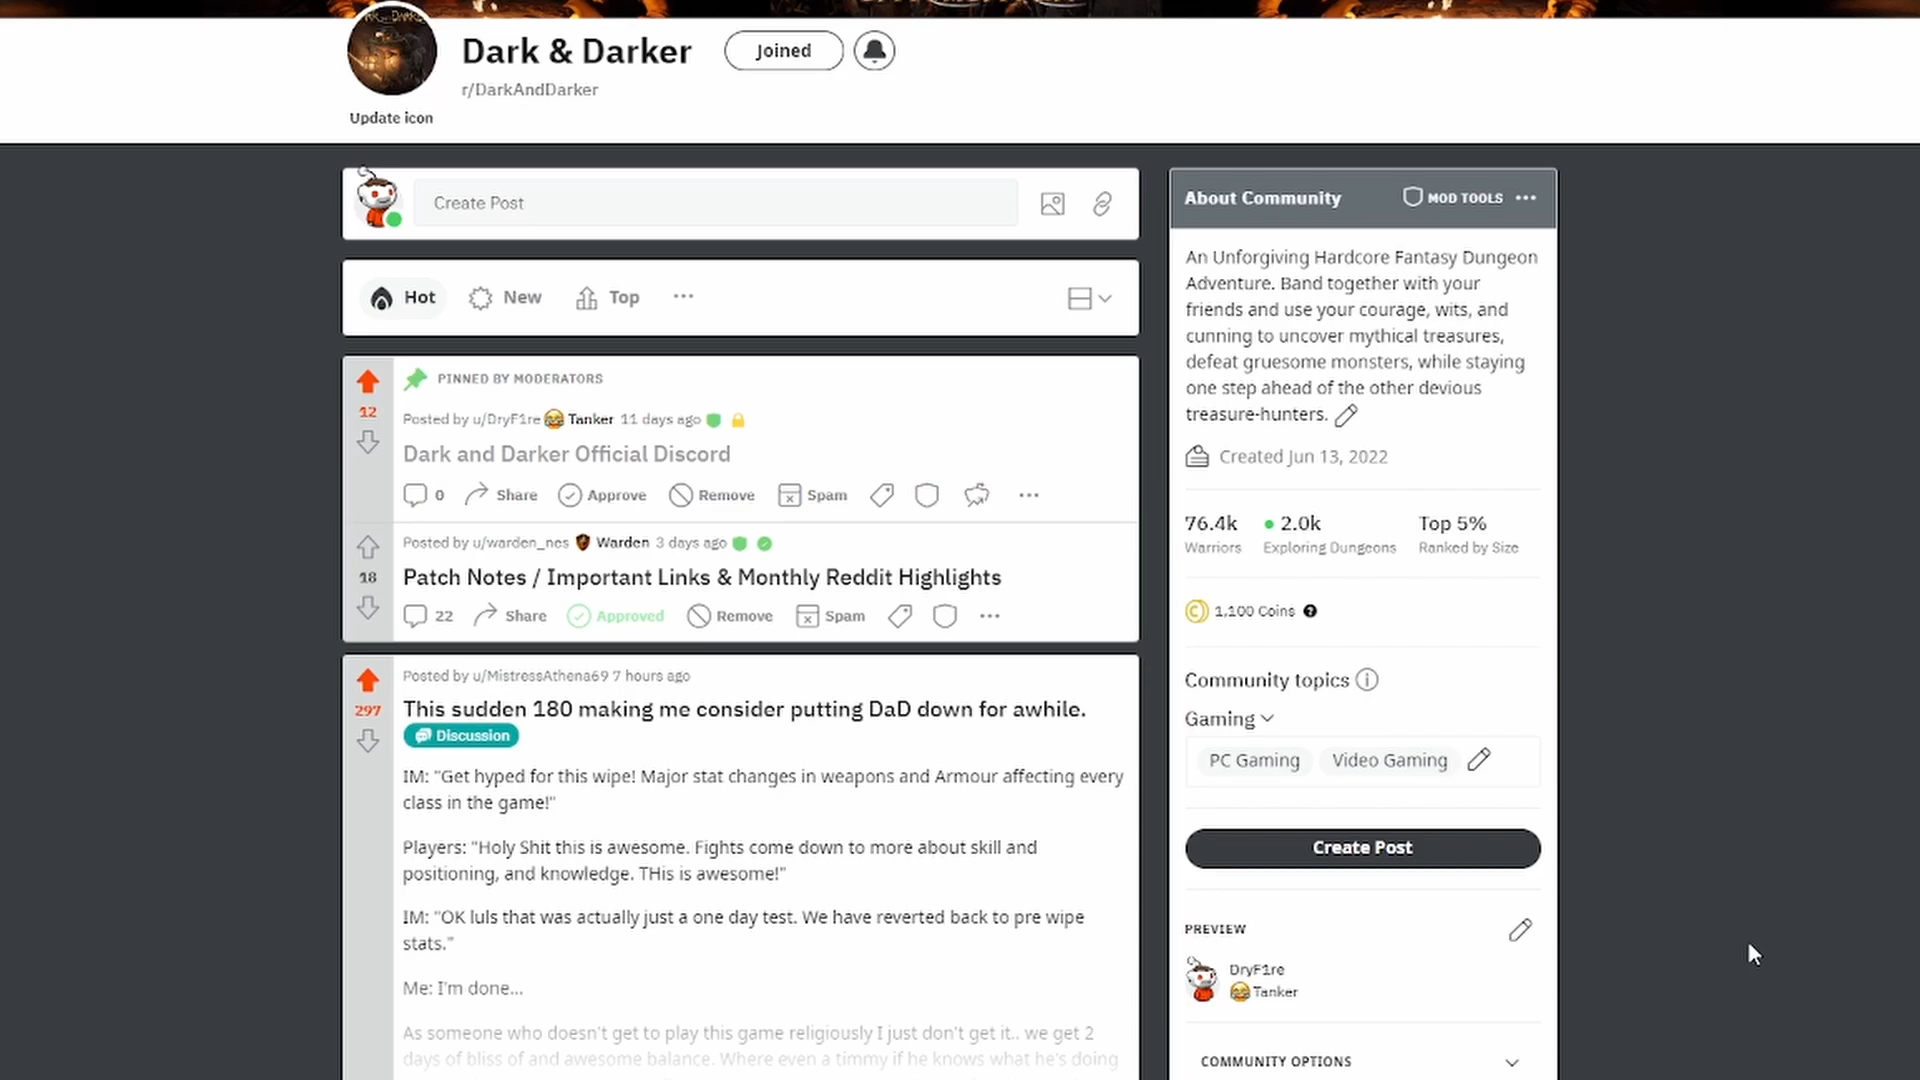 Dark & Darker
Joined
r/DarkAndDarker
Update icon
Create Post
Hot
New
Top
PINNED BY MODERATORS
12
Posted by u/DryF1re Tanker 11 days ago
Dark and Darker Official Discord
0 Share Approve Remove Spam
Posted by u/warden_nes Warden 3 days ago
18
Patch Notes / Important Links & Monthly Reddit Highlights
22 Share Approved Remove Spam
Posted by u/MistressAthena69 7 hours ago
297
This sudden 180 making me consider putting DaD down for awhile.
Discussion
IM: "Get hyped for this wipe! Major stat changes in weapons and Armour affecting every
class in the game!"
Players: "Holy Shit this is awesome. Fights come down to more about skill and
positioning, and knowledge. THis is awesome!"
IM: "OK luls that was actually just a one day test. We have reverted back to pre wipe
stats."
Me: I'm done...
As someone who doesn't get to play this game religiously I just don't get it.. we get 2
days of bliss of and awesome balance. Where even a timmy if he knows what he's doing
About Community
MOD TOOLS
An Unforgiving Hardcore Fantasy Dungeon
Adventure. Band together with your
friends and use your courage, wits, and
cunning to uncover mythical treasures,
defeat gruesome monsters, while staying
one step ahead of the other devious
treasure-hunters.
Created Jun 13, 2022
76.4k 2.0k Top 5%
Warriors Exploring Dungeons Ranked by Size
1,100 Coins
Community topics
Gaming
PC Gaming Video Gaming
Create Post
PREVIEW
DryF1re
Tanker
COMMUNITY OPTIONS